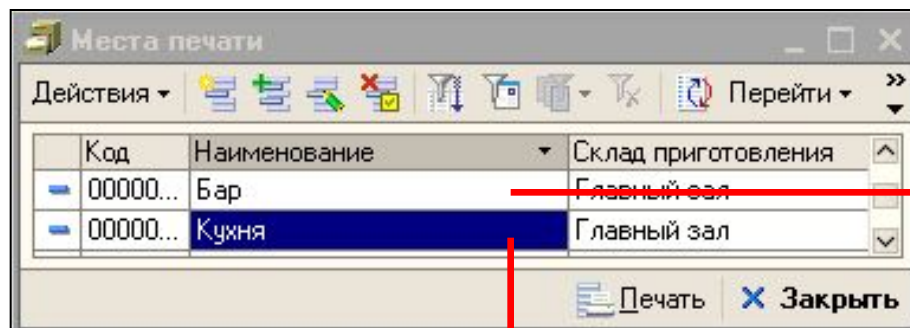 Места печати
Действия Перейти
Код Наименование Склад приготовления
00000... Бар Главный зал
00000... Кухня Главный зал
Печать Закрыть